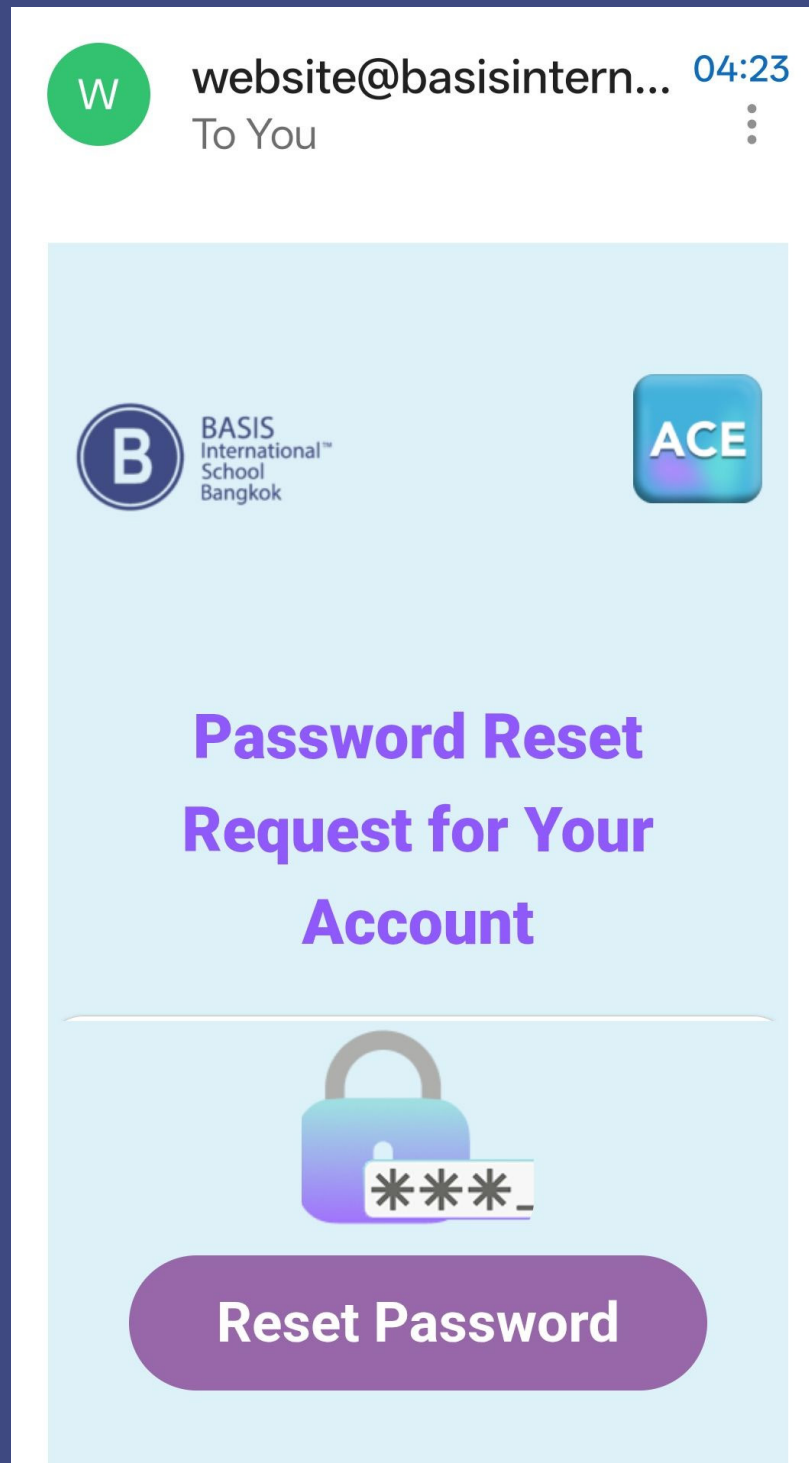 W
website@basisintern... 04:23
To You
B
BASIS
International™
School
Bangkok
ACE
Password Reset
Request for Your
Account
***_
Reset Password